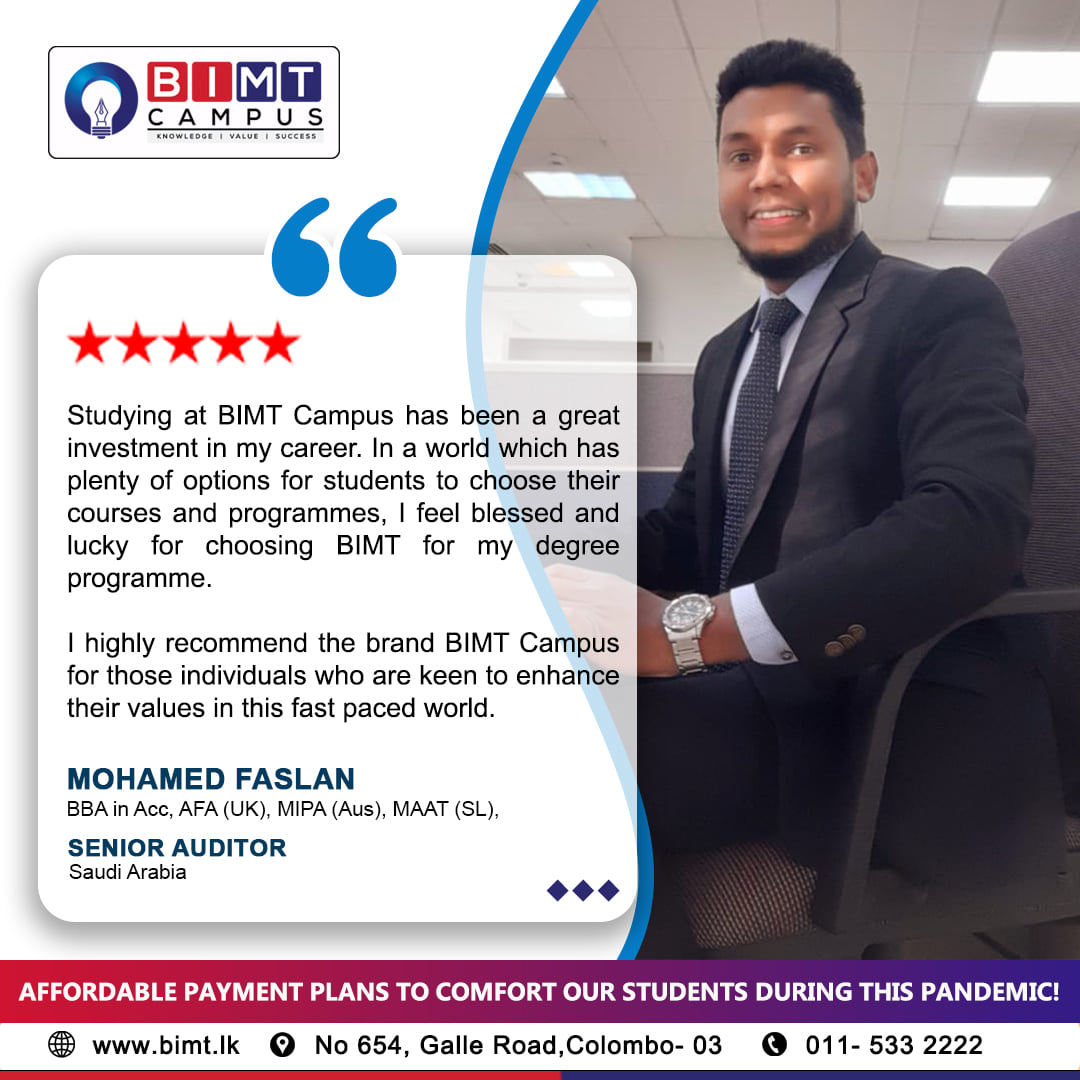 BIMT
CAMPUS
KNOWLEDGE | VALUE | SUCCESS
Studying at BIMT Campus has been a great
investment in my career. In a world which has
plenty of options for students to choose their
courses and programmes, I feel blessed and
lucky for choosing BIMT for my degree
programme.
I highly recommend the brand BIMT Campus
for those individuals who are keen to enhance
their values in this fast paced world.
MOHAMED FASLAN
BBA in Acc, AFA (UK), MIPA (Aus), MAAT (SL),
SENIOR AUDITOR
Saudi Arabia
AFFORDABLE PAYMENT PLANS TO COMFORT OUR STUDENTS DURING THIS PANDEMIC!
www.bimt.lk No 654, Galle Road,Colombo- 03 011- 533 2222